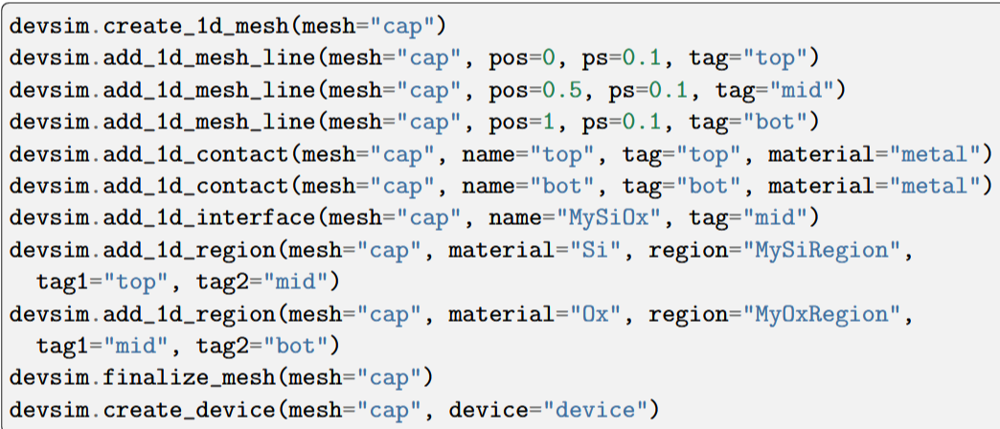 devsim.create_1d_mesh(mesh="cap")
devsim.add_1d_mesh_line(mesh="cap", pos=0, ps=0.1, tag="top")
devsim.add_1d_mesh_line(mesh="cap", pos=0.5, ps=0.1, tag="mid")
devsim.add_1d_mesh_line(mesh="cap", pos=1, ps=0.1, tag="bot")
devsim.add_1d_contact(mesh="cap", name="top", tag="top", material="metal")
devsim.add_1d_contact(mesh="cap", name="bot", tag="bot", material="metal")
devsim.add_1d_interface(mesh="cap", name="MySiOx", tag="mid")
devsim.add_1d_region(mesh="cap", material="Si", region="MySiRegion",
  tag1="top", tag2="mid")
devsim.add_1d_region(mesh="cap", material="Ox", region="MyOxRegion",
  tag1="mid", tag2="bot")
devsim.finalize_mesh(mesh="cap")
devsim.create_device(mesh="cap", device="device")